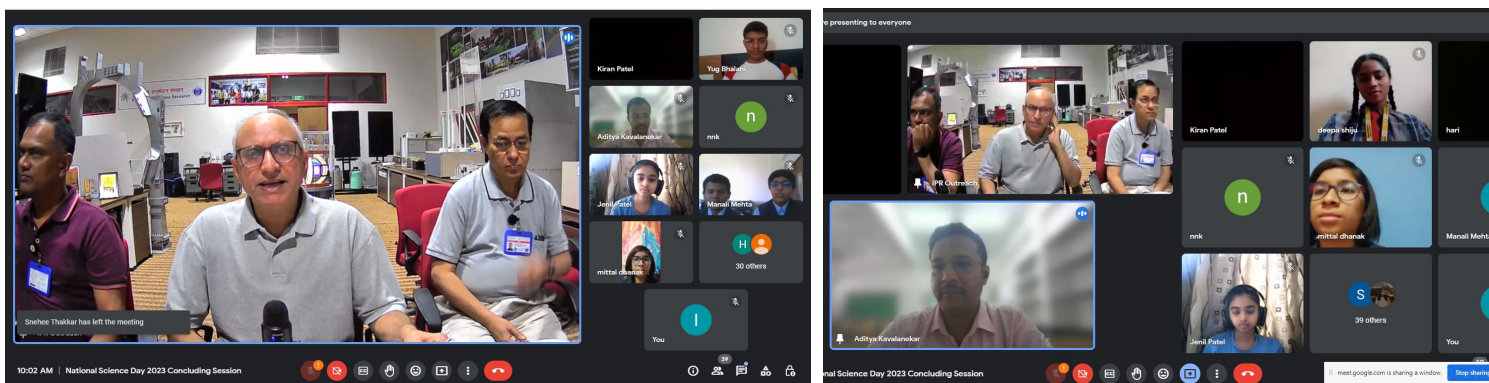 Kiran Patel
Yug Bhalani
Aditya Kavalanekar
n
nnk
Jenil Patel
Manali Mehta
mittal dhanak
H
30 others
I
You
Snehee Thakkar has left the meeting
10:02 AM | National Science Day 2023 Concluding Session
39
e presenting to everyone
IPR Outreach
Kiran Patel
deepa shiju
hari
n
nnk
mittal dhanak
Manali Meht
Aditya Kavalanekar
Jenil Patel
S
39 others
You
nal Science Day 2023 Concluding Session
meet.google.com is sharing a window.
Stop sharing